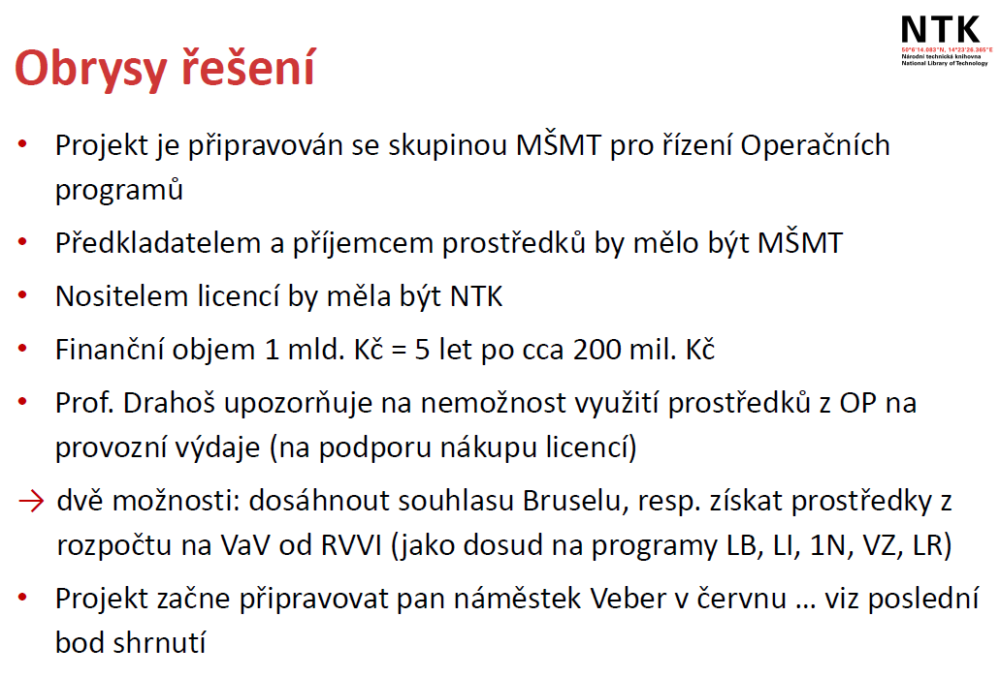 NTK
50°6'14.083"N, 14°23'26.365"E
Národní technická knihovna
National Library of Technology
Obrysy řešení
• Projekt je připravován se skupinou MŠMT pro řízení Operačních
programů
• Předkladatelem a příjemcem prostředků by mělo být MŠMT
• Nositelem licencí by měla být NTK
• Finanční objem 1 mld. Kč = 5 let po cca 200 mil. Kč
• Prof. Drahoš upozorňuje na nemožnost využití prostředků z OP na
provozní výdaje (na podporu nákupu licencí)
→ dvě možnosti: dosáhnout souhlasu Bruselu, resp. získat prostředky z
rozpočtu na VaV od RVVI (jako dosud na programy LB, LI, 1N, VZ, LR)
• Projekt začne připravovat pan náměstek Veber v červnu … viz poslední
bod shrnutí